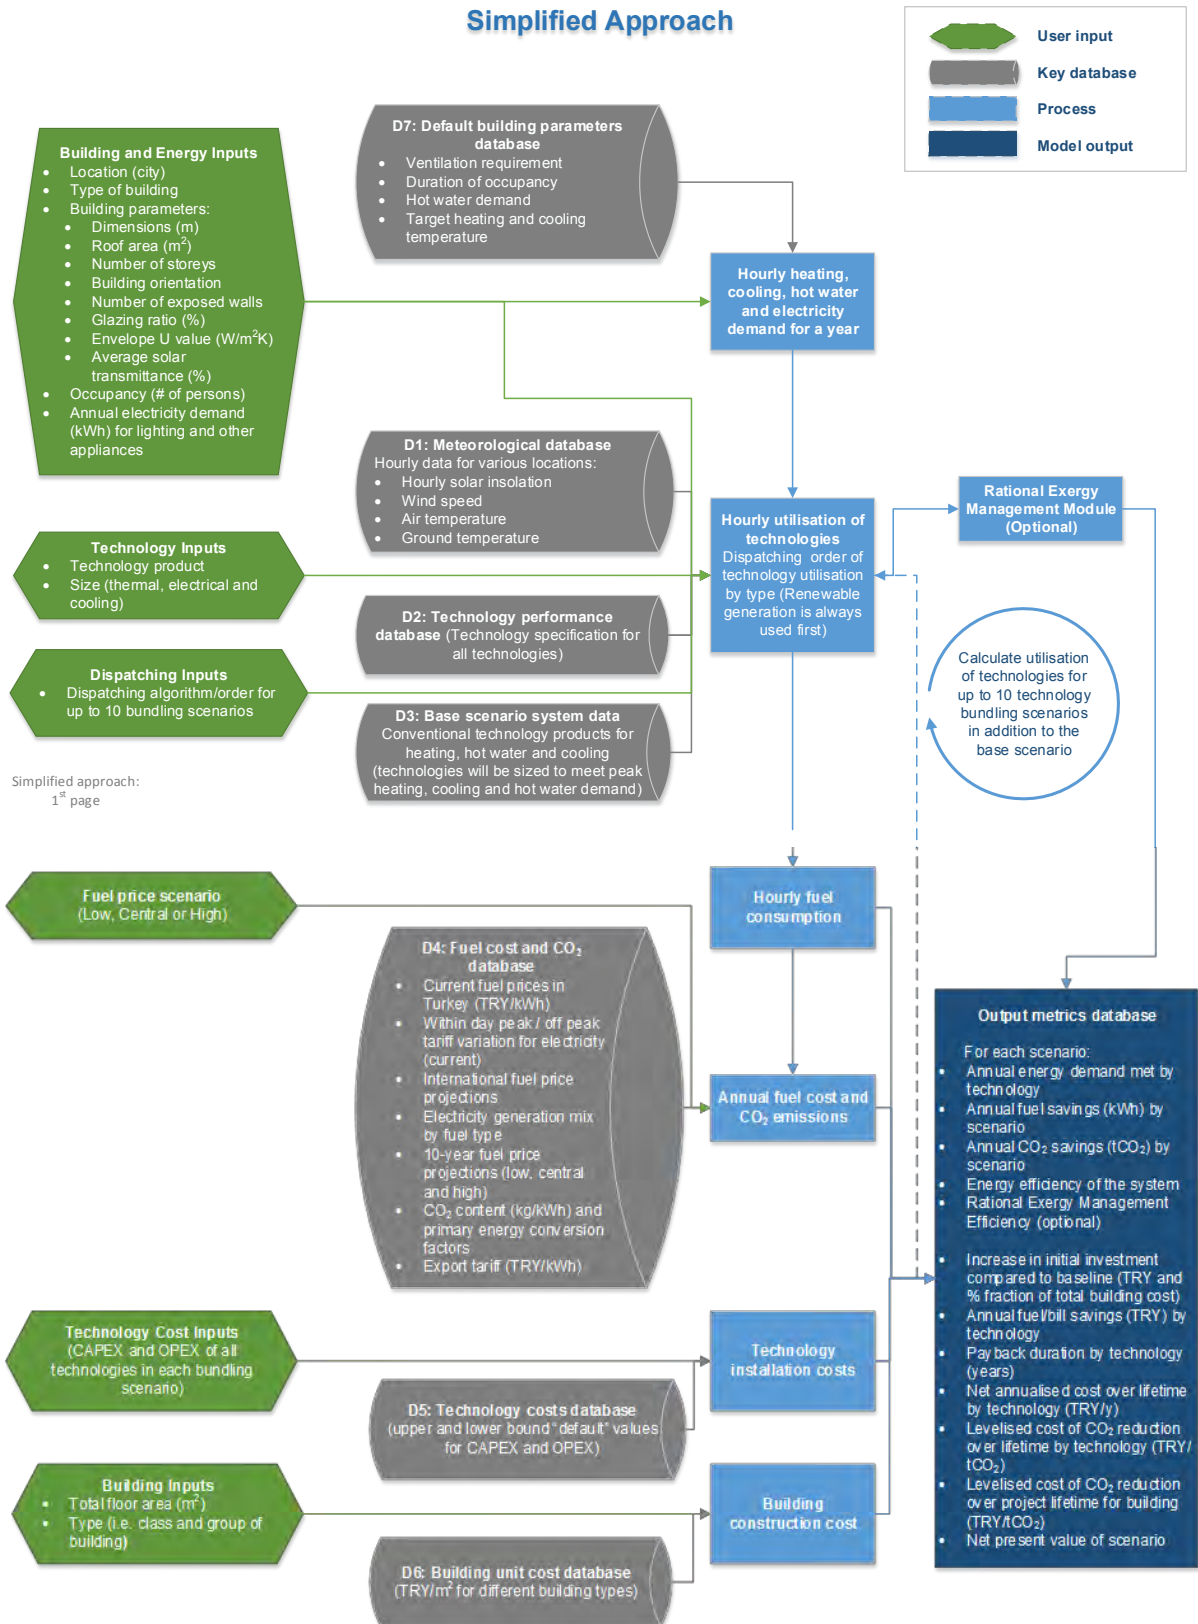 Simplified Approach
User input
Key database
Process
Model output
D7: Default building parameters
database
• Ventilation requirement
• Duration of occupancy
• Hot water demand
• Target heating and cooling
temperature
Building and Energy Inputs
• Location (city)
• Type of building
• Building parameters:
• Dimensions (m)
• Roof area (m²)
• Number of storeys
• Building orientation
• Number of exposed walls
• Glazing ratio (%)
• Envelope U value (W/m²K)
• Average solar
transmittance (%)
• Occupancy (# of persons)
• Annual electricity demand
(kWh) for lighting and other
appliances
Hourly heating,
cooling, hot water
and electricity
demand for a year
D1: Meteorological database
Hourly data for various locations:
• Hourly solar insolation
• Wind speed
• Air temperature
• Ground temperature
Hourly utilisation of
technologies
Dispatching order of
technology utilisation
by type (Renewable
generation is always
used first)
Rational Exergy
Management Module
(Optional)
Technology Inputs
• Technology product
• Size (thermal, electrical and
cooling)
D2: Technology performance
database (Technology specification for
all technologies)
Dispatching Inputs
• Dispatching algorithm/order for
up to 10 bundling scenarios
Calculate utilisation
of technologies for
up to 10 technology
bundling scenarios
in addition to the
base scenario
D3: Base scenario system data
Conventional technology products for
heating, hot water and cooling
(technologies will be sized to meet peak
heating, cooling and hot water demand)
Simplified approach:
1st page
Fuel price scenario
(Low, Central or High)
Hourly fuel
consumption
D4: Fuel cost and CO₂
database
• Current fuel prices in
Turkey (TRY/kWh)
• Within day peak / off peak
tariff variation for electricity
(current)
• International fuel price
projections
• Electricity generation mix
by fuel type
• 10-year fuel price
projections (low, central
and high)
• CO₂ content (kg/kWh) and
primary energy conversion
factors
• Export tariff (TRY/kWh)
Annual fuel cost and
CO₂ emissions
Output metrics database
For each scenario:
• Annual energy demand met by
technology
• Annual fuel savings (kWh) by
scenario
• Annual CO₂ savings (tCO₂) by
scenario
• Energy efficiency of the system
• Rational Exergy Management
Efficiency (optional)
• Increase in initial investment
compared to baseline (TRY and
% fraction of total building cost)
• Annual fuel/bill savings (TRY) by
technology
• Payback duration by technology
(years)
• Net annualised cost over lifetime
by technology (TRY/y)
• Levelised cost of CO₂ reduction
over lifetime by technology (TRY/
tCO₂)
• Levelised cost of CO₂ reduction
over project lifetime for building
(TRY/tCO₂)
• Net present value of scenario
Technology Cost Inputs
(CAPEX and OPEX of all
technologies in each bundling
scenario)
Technology
installation costs
D5: Technology costs database
(upper and lower bound “default” values
for CAPEX and OPEX)
Building Inputs
• Total floor area (m²)
• Type (i.e. class and group of
building)
Building
construction cost
D6: Building unit cost database
(TRY/m² for different building types)